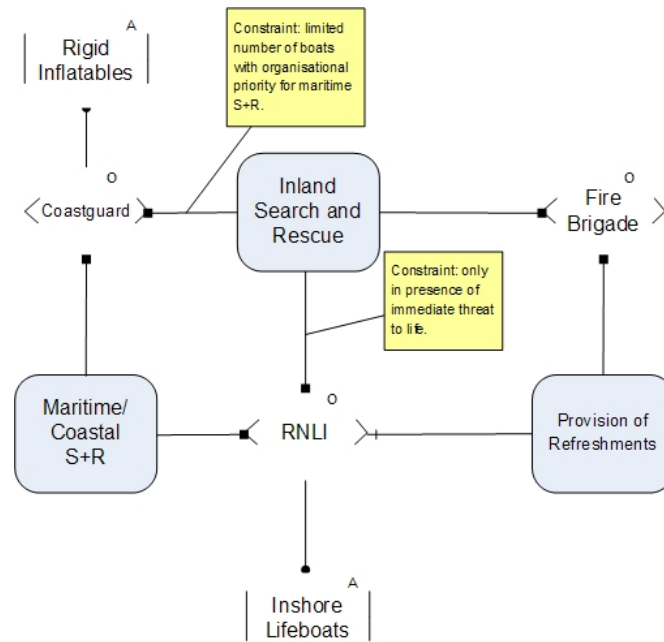 A
Rigid
Inflatables
Constraint: limited
number of boats
with organisational
priority for maritime
S+R.
O
Coastguard
Inland
Search and
Rescue
O
Fire
Brigade
Constraint: only
in presence of
immediate threat
to life.
Maritime/
Coastal
S+R
O
RNLI
Provision of
Refreshments
A
Inshore
Lifeboats